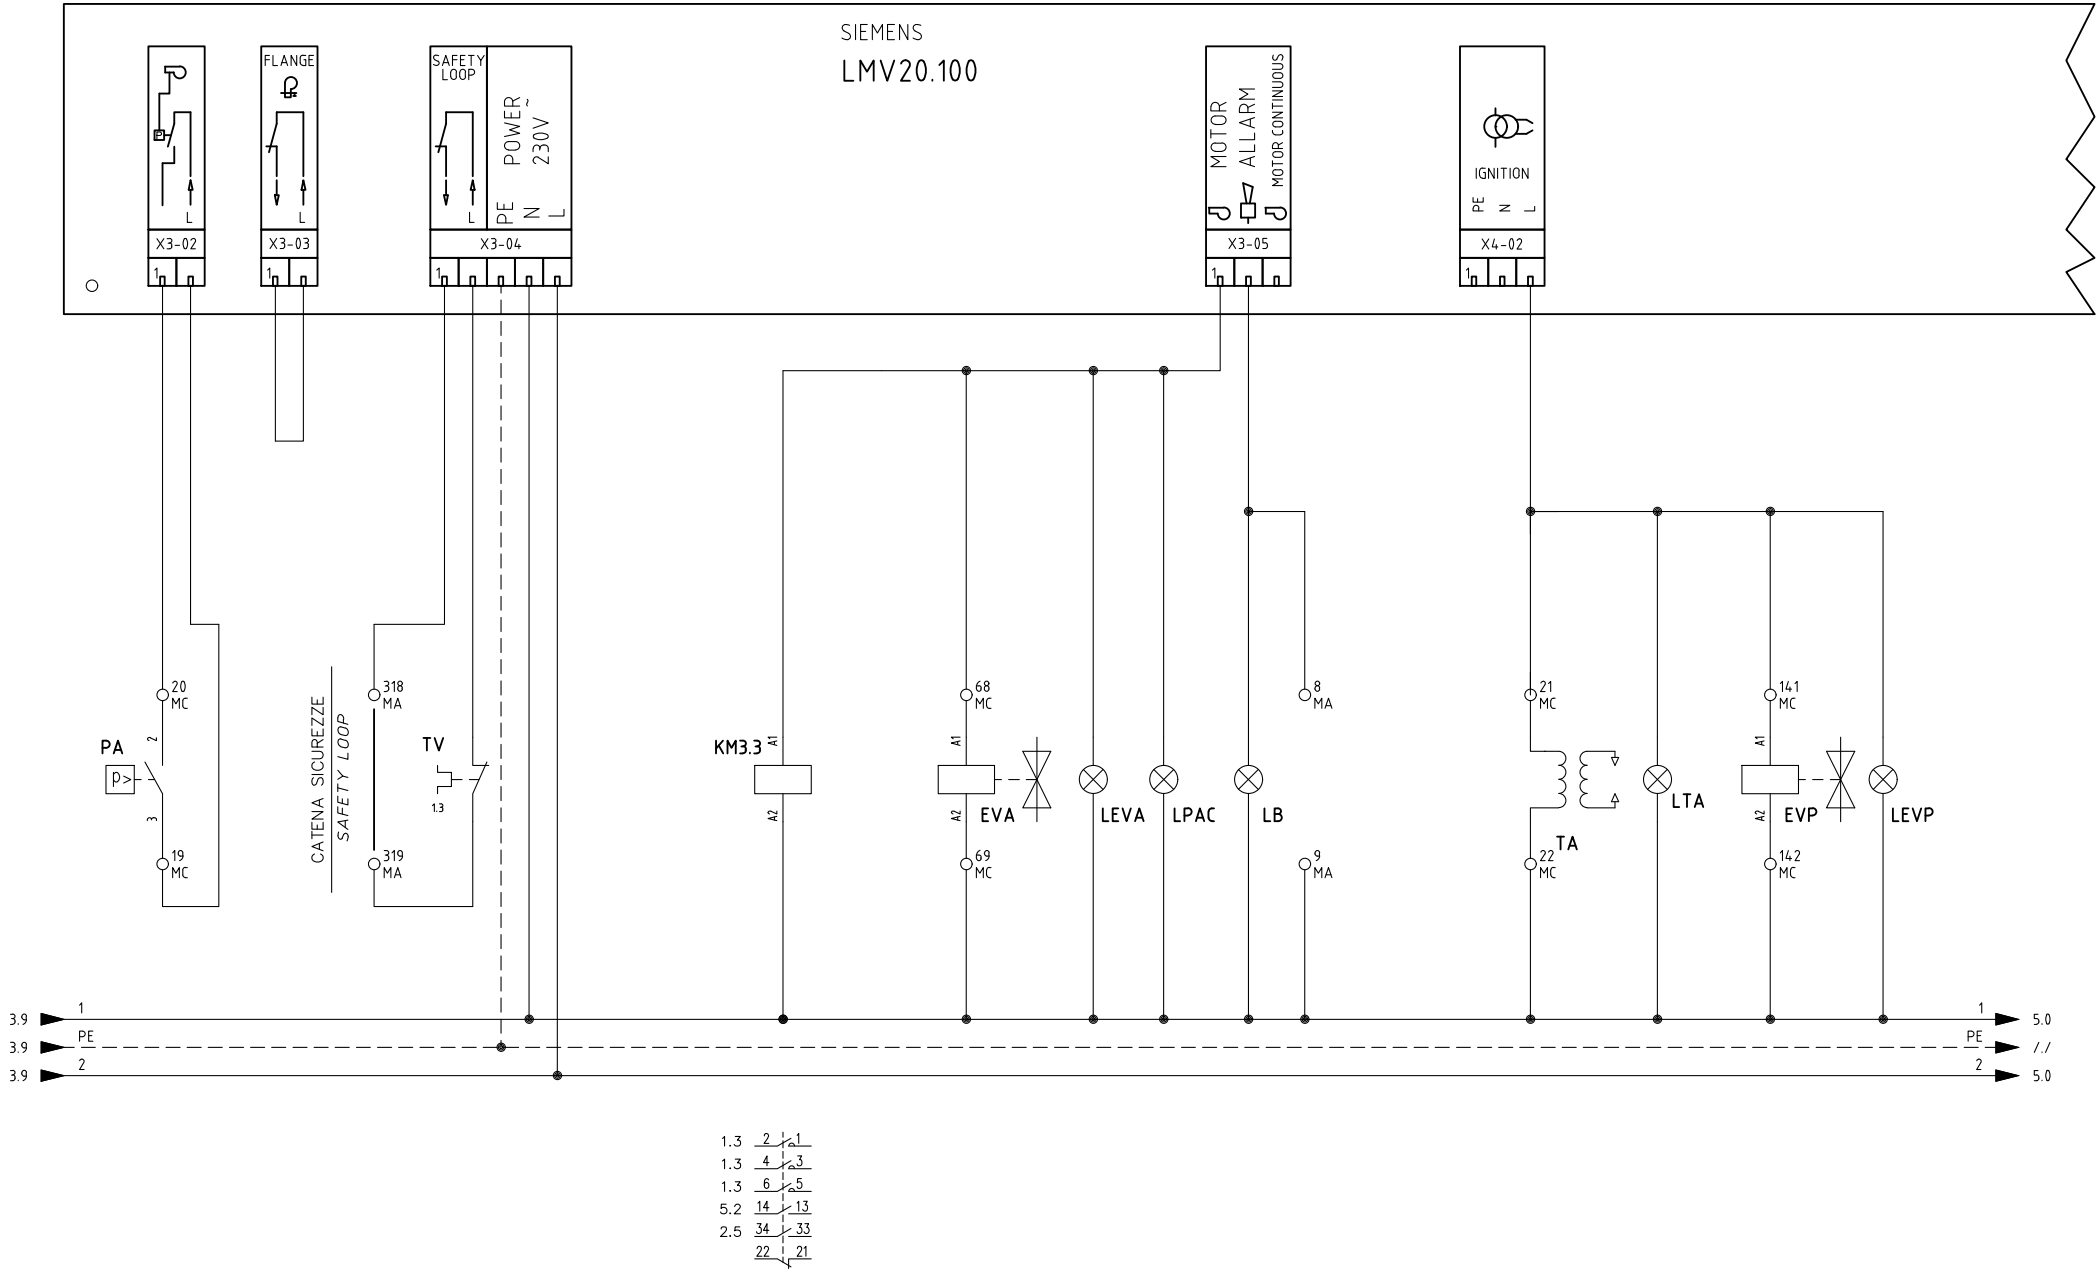 SIEMENS
LMV20.100
P
L
X3-02
1
FLANGE
L
X3-03
1
SAFETY
LOOP
L
POWER
230V ~
PE
N
L
X3-04
1
MOTOR
ALLARM
MOTOR CONTINUOUS
X3-05
1
IGNITION
PE
N
L
X4-02
1
20
MC
PA
p>
2
3
19
MC
CATENA SICUREZZE
SAFETY LOOP
318
MA
TV
1.3
319
MA
KM3.3
A1
A2
68
MC
A1
A2
EVA
69
MC
LEVA
LPAC
LB
8
MA
9
MA
21
MC
TA
22
MC
LTA
141
MC
A1
A2
EVP
142
MC
LEVP
3.9 1 1 5.0
3.9 PE PE /./
3.9 2 2 5.0
1.3 2 1
1.3 4 3
1.3 6 5
5.2 14 13
2.5 34 33
22 21